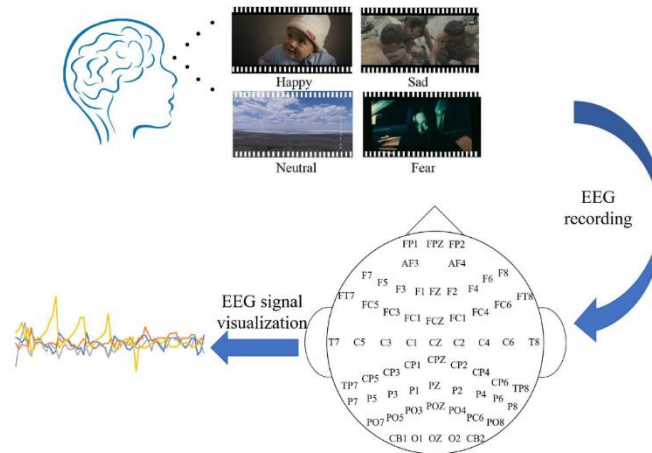 Happy
Sad
Neutral
Fear
EEG
recording
EEG signal
visualization
FP1 FPZ FP2
AF3 AF4
F7 F5 F3 F1 FZ F2 F4 F6 F8
FT7 FC5 FC3 FC1 FCZ FC1 FC4 FC6 FT8
T7 C5 C3 C1 CZ C2 C4 C6 T8
TP7 CP5 CP3 CP1 CPZ CP2 CP4 CP6 TP8
P7 P5 P3 P1 PZ P2 P4 P6 P8
PO7 PO5 PO3 POZ PO4 PC6 PO8
CB1 O1 OZ O2 CB2